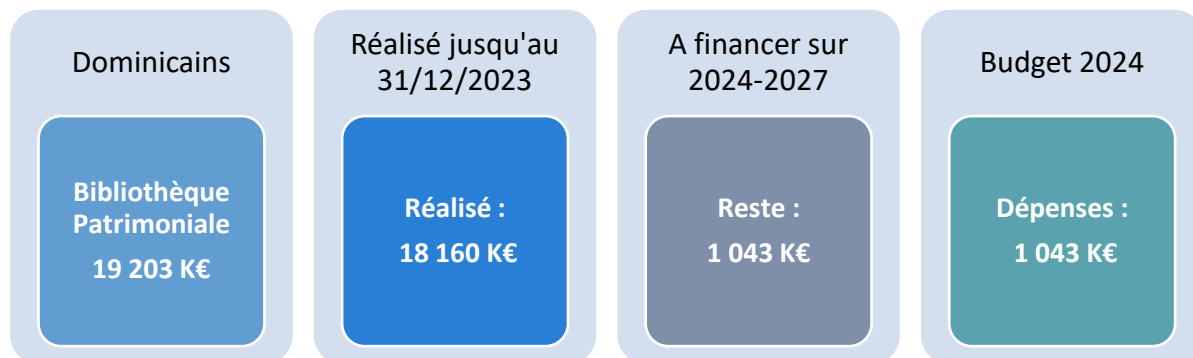 Dominicains
Bibliothèque
Patrimoniale
19 203 K€
Réalisé jusqu'au
31/12/2023
Réalisé :
18 160 K€
A financer sur
2024-2027
Reste :
1 043 K€
Budget 2024
Dépenses :
1 043 K€